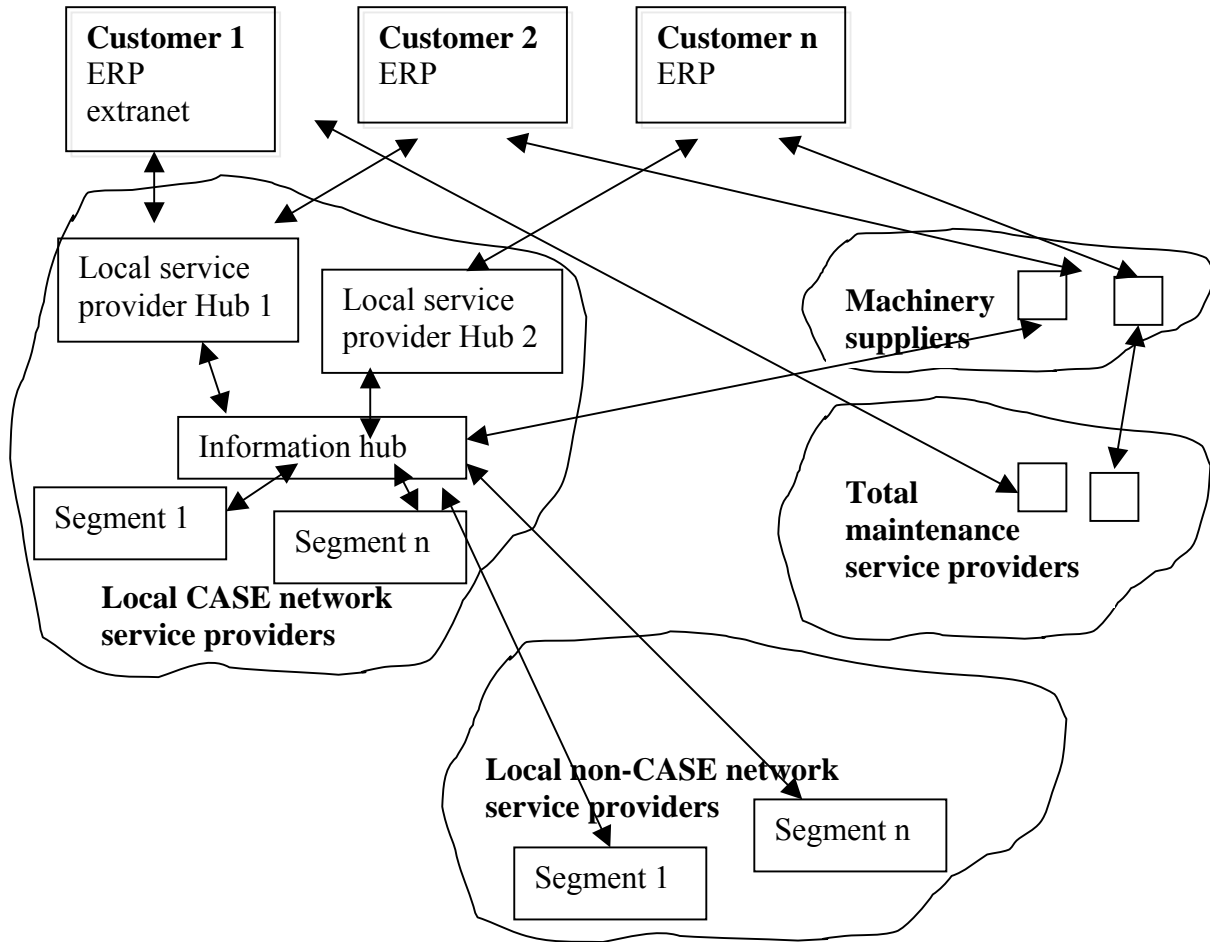 Customer 1
ERP
extranet
Customer 2
ERP
Customer n
ERP
Local service
provider Hub 1
Local service
provider Hub 2
Information hub
Segment 1
Segment n
Local CASE network
service providers
Machinery
suppliers
Total
maintenance
service providers
Local non-CASE network
service providers
Segment n
Segment 1